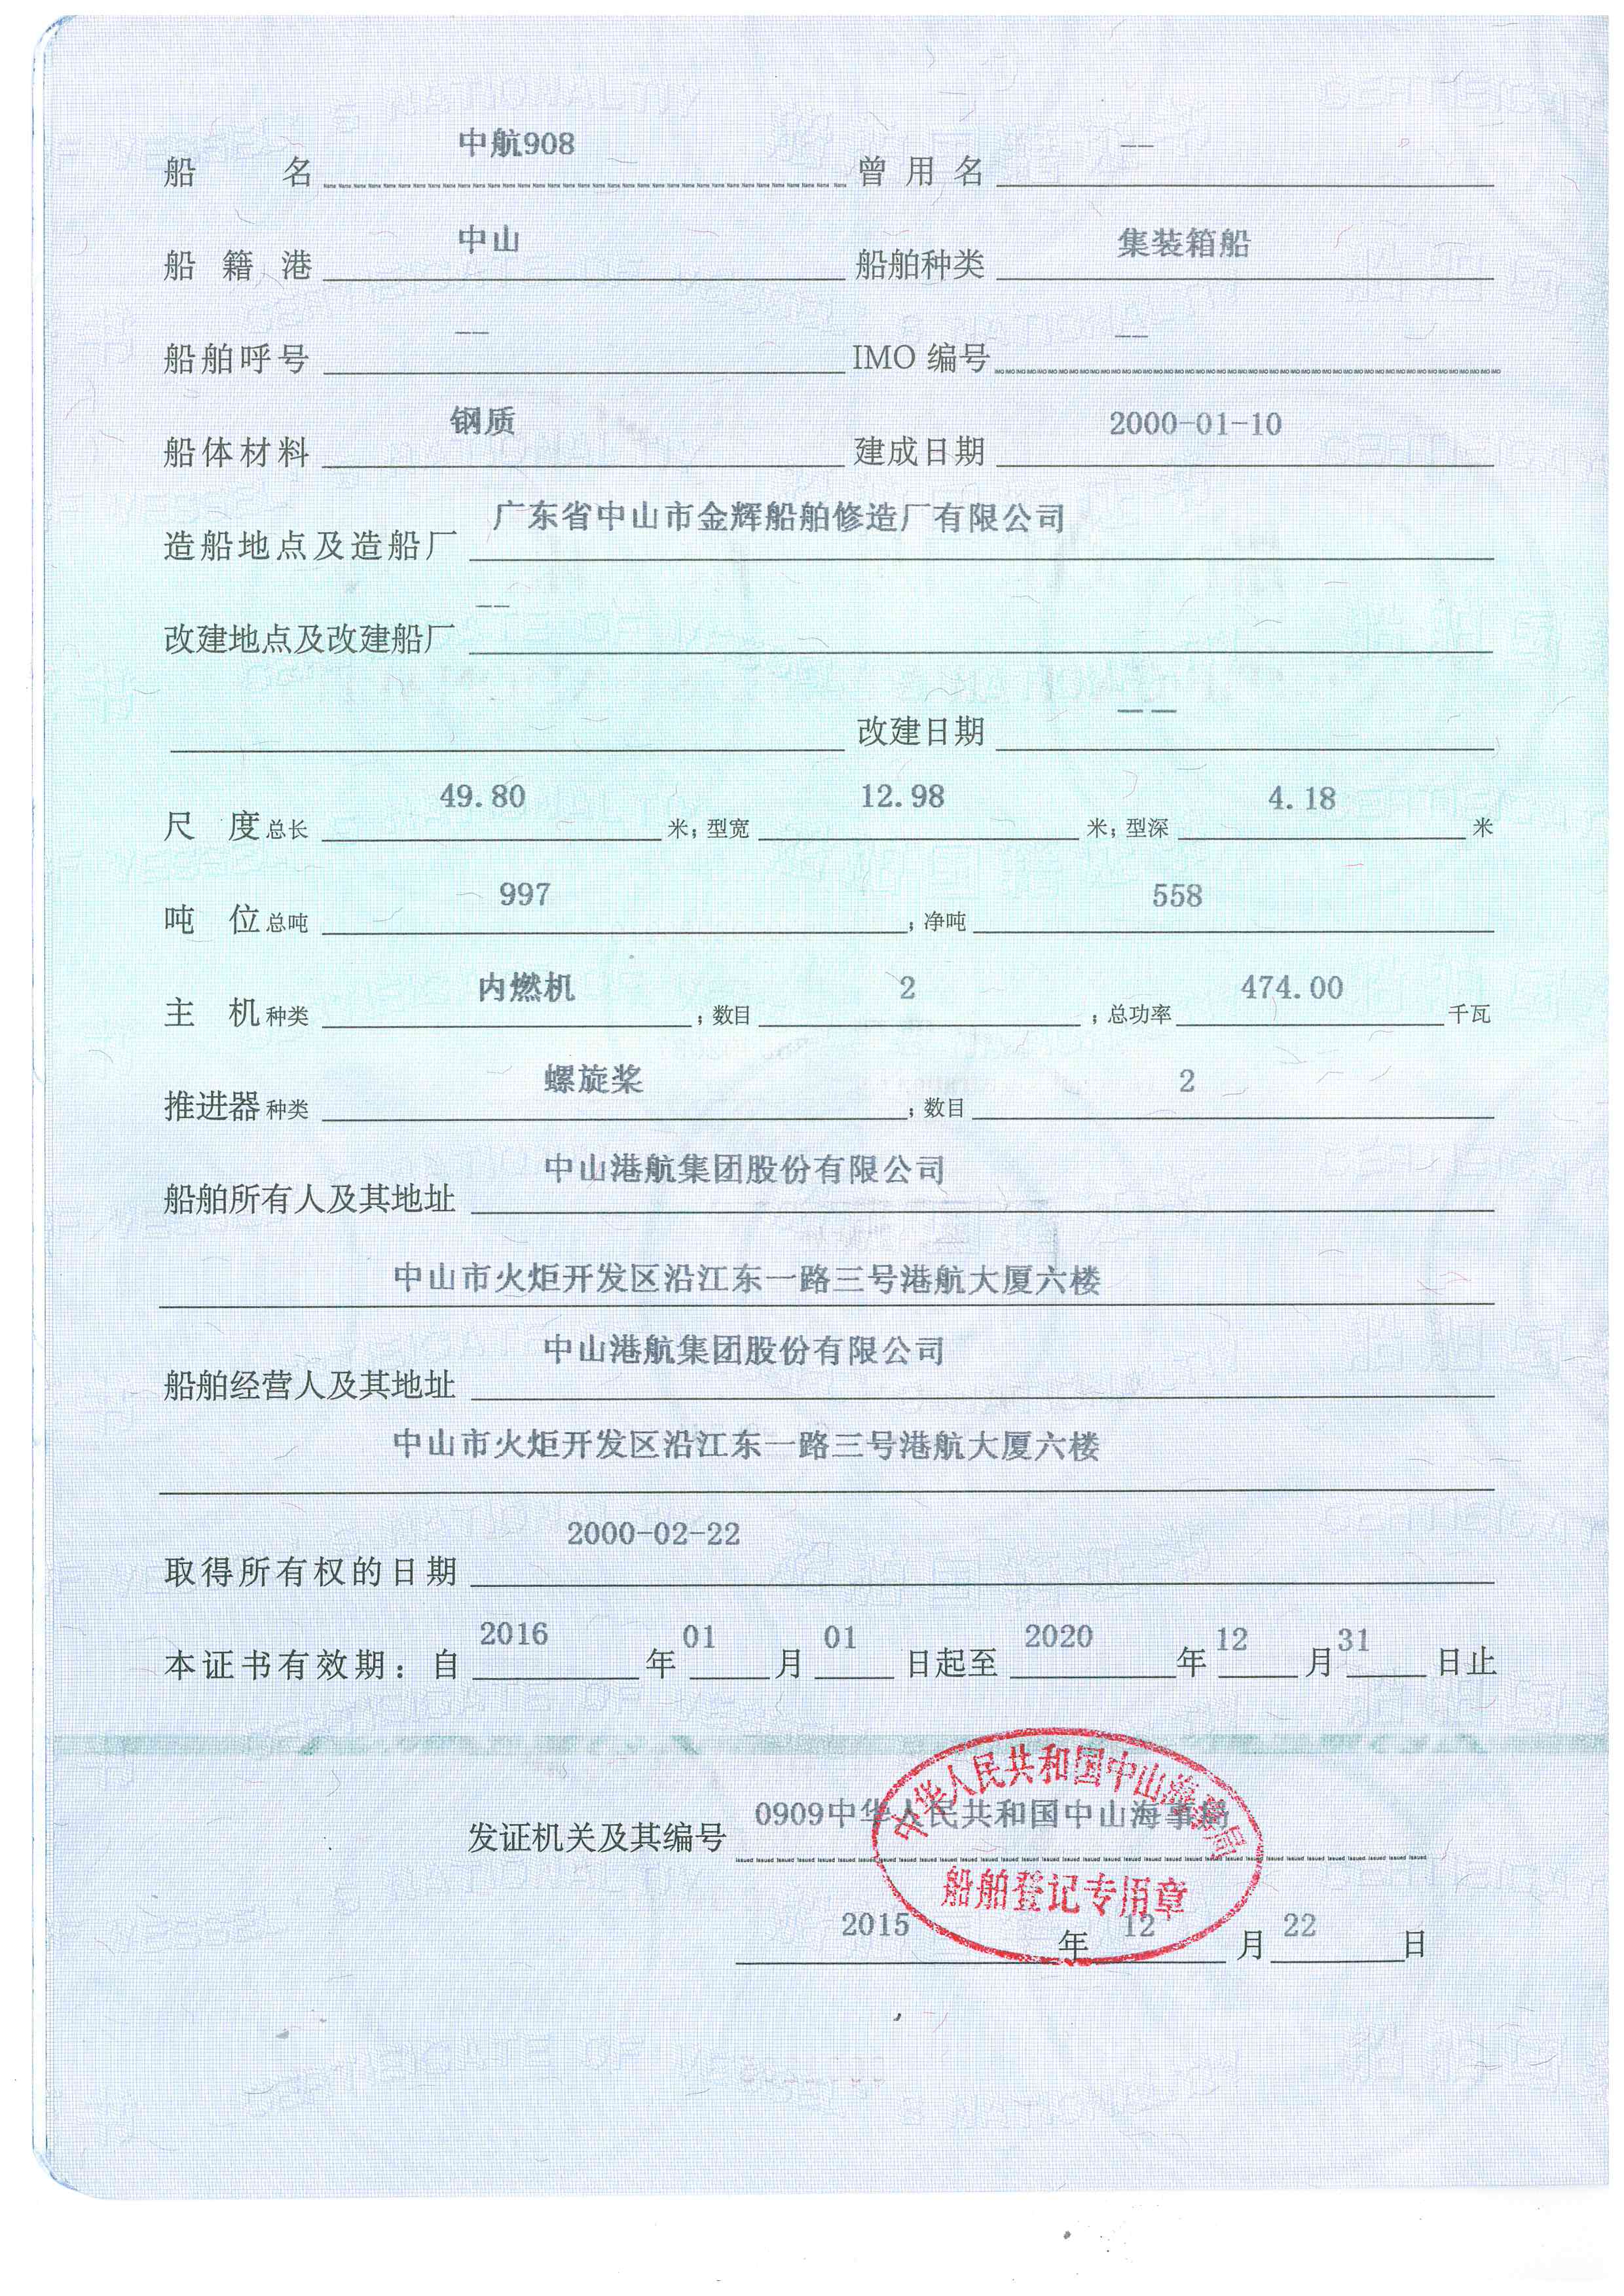 船名 中航908 曾用名 ——
船籍港 中山 船舶种类 集装箱船
船舶呼号 —— IMO 编号 ——
船体材料 钢质 建成日期 2000-01-10
造船地点及造船厂 广东省中山市金辉船舶修造厂有限公司
改建地点及改建船厂 ——
改建日期 ——
尺度 总长 49.80 米; 型宽 12.98 米; 型深 4.18 米
吨位 总吨 997 ; 净吨 558
主机 种类 内燃机 ; 数目 2 ; 总功率 474.00 千瓦
推进器 种类 螺旋桨 ; 数目 2
船舶所有人及其地址 中山港航集团股份有限公司
中山市火炬开发区沿江东一路三号港航大厦六楼
船舶经营人及其地址 中山港航集团股份有限公司
中山市火炬开发区沿江东一路三号港航大厦六楼
取得所有权的日期 2000-02-22
本证书有效期: 自 2016 年 01 月 01 日起至 2020 年 12 月 31 日止
中华人民共和国中山海事局
发证机关及其编号 0909中华人民共和国中山海事局
船舶登记专用章
2015 年 12 月 22 日